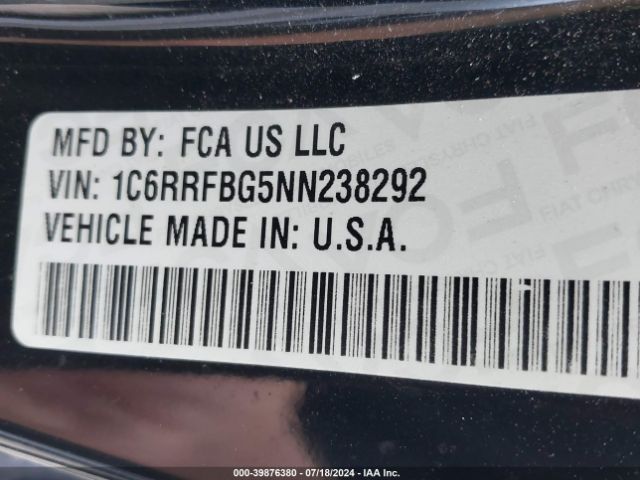 MFD BY: FCA US LLC
VIN: 1C6RRFBG5NN238292
VEHICLE MADE IN: U.S.A.
000-39876380 - 07/18/2024 - IAA Inc.